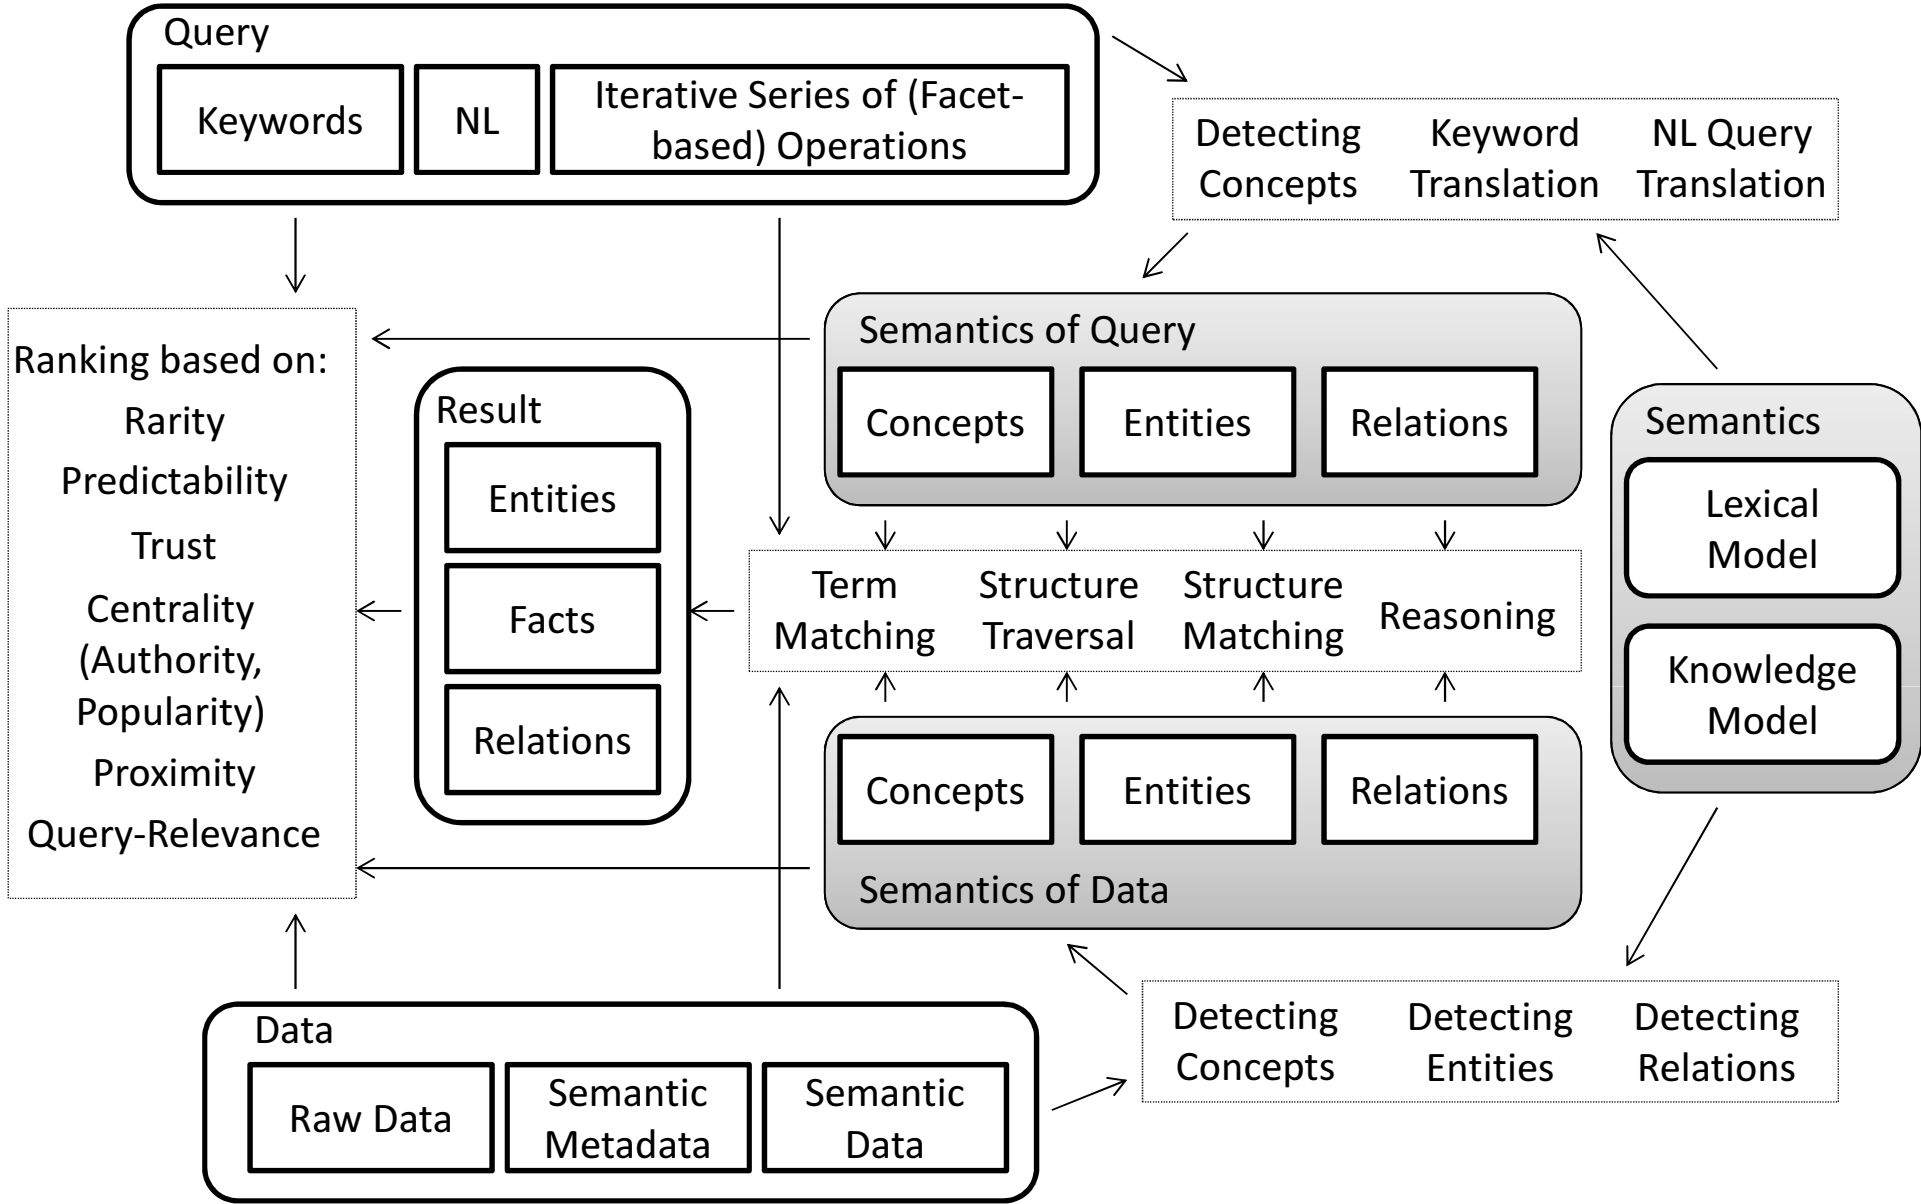 Query
Keywords
NL
Iterative Series of (Facet-
based) Operations
Detecting
Concepts
Keyword
Translation
NL Query
Translation
Ranking based on:
Rarity
Predictability
Trust
Centrality
(Authority,
Popularity)
Proximity
Query-Relevance
Result
Entities
Facts
Relations
Semantics of Query
Concepts
Entities
Relations
Term
Matching
Structure
Traversal
Structure
Matching
Reasoning
Concepts
Entities
Relations
Semantics of Data
Semantics
Lexical
Model
Knowledge
Model
Data
Raw Data
Semantic
Metadata
Semantic
Data
Detecting
Concepts
Detecting
Entities
Detecting
Relations